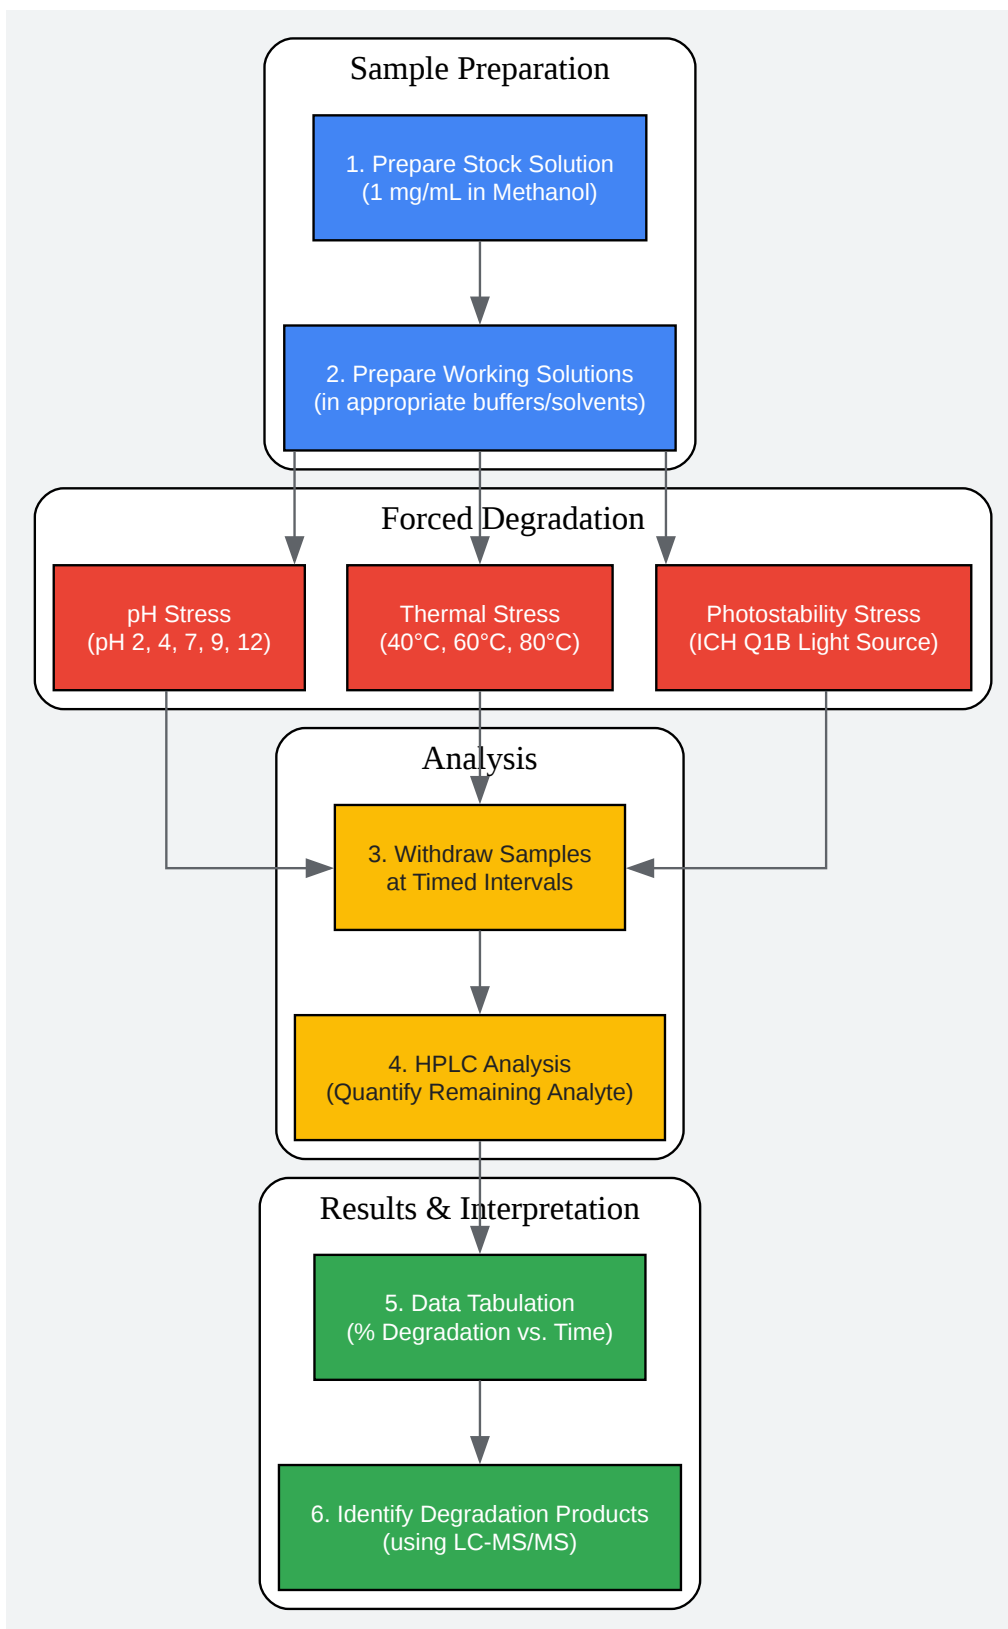 Sample Preparation
1. Prepare Stock Solution
(1 mg/mL in Methanol)
2. Prepare Working Solutions
(in appropriate buffers/solvents)
Forced Degradation
pH Stress
(pH 2, 4, 7, 9, 12)
Thermal Stress
(40°C, 60°C, 80°C)
Photostability Stress
(ICH Q1B Light Source)
Analysis
3. Withdraw Samples
at Timed Intervals
4. HPLC Analysis
(Quantify Remaining Analyte)
Results & Interpretation
5. Data Tabulation
(% Degradation vs. Time)
6. Identify Degradation Products
(using LC-MS/MS)